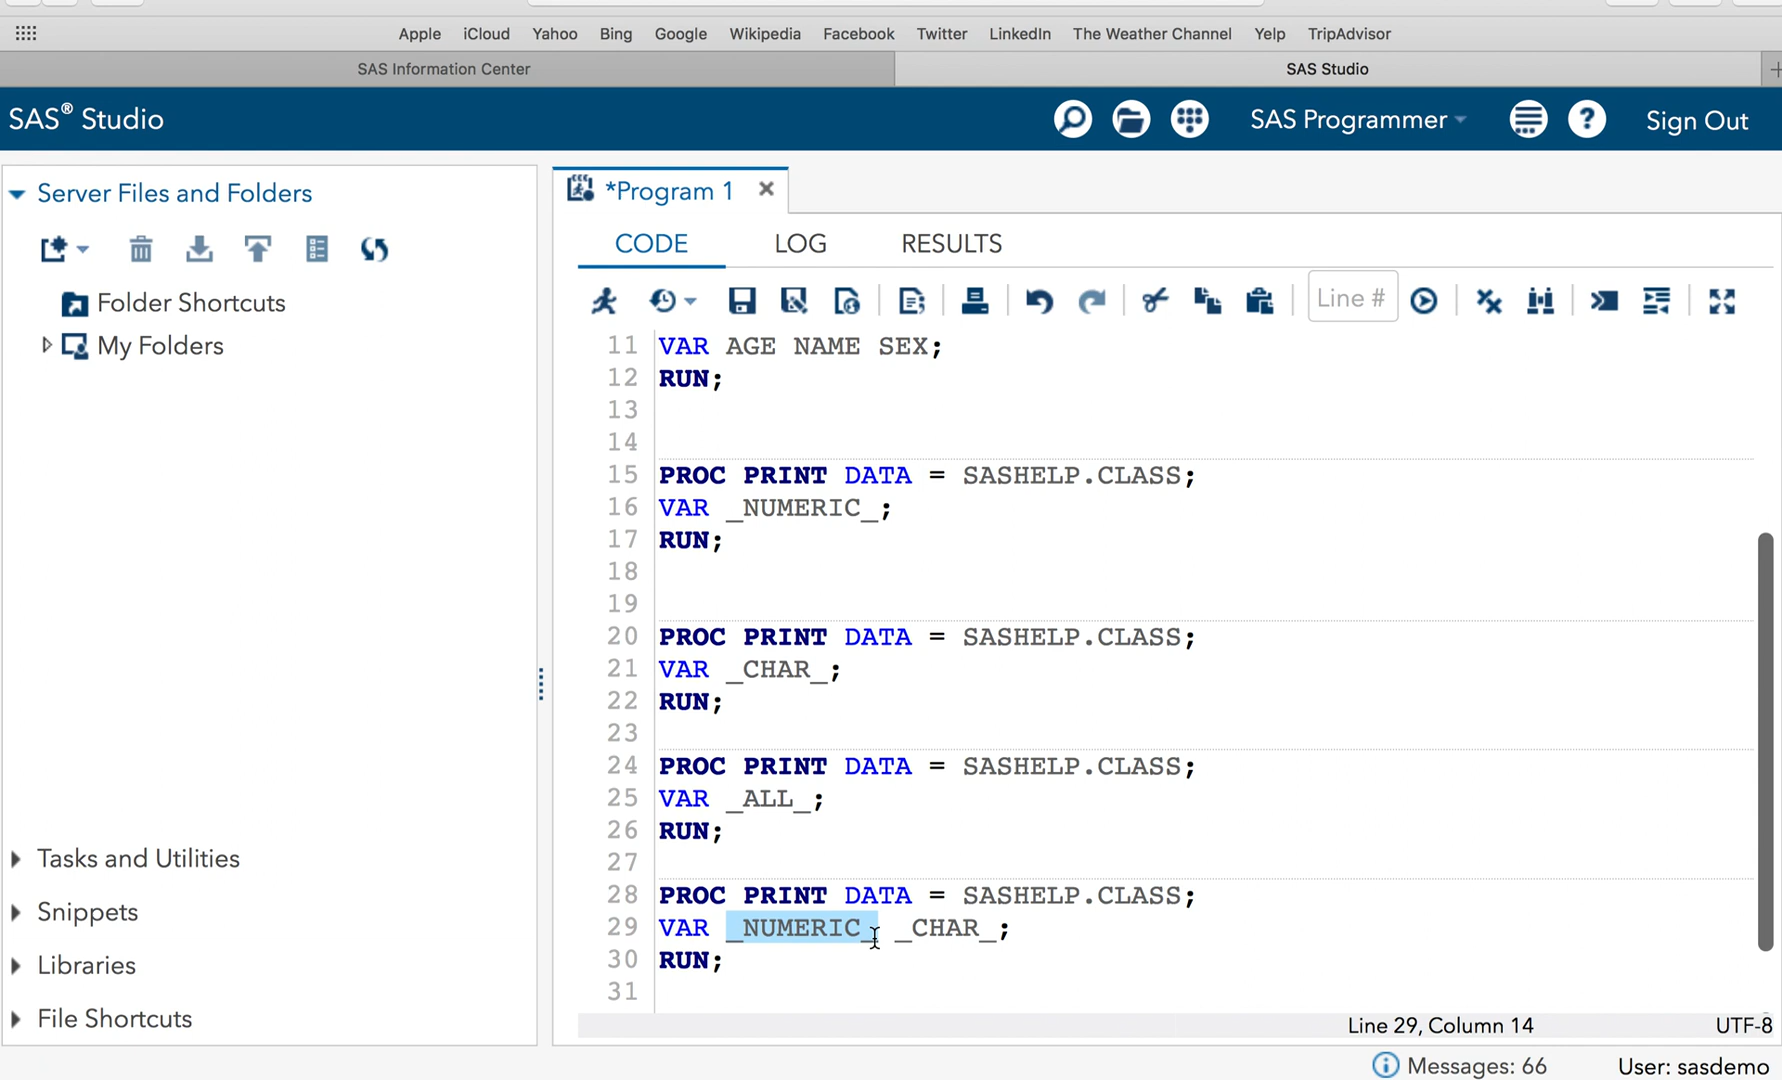 Apple iCloud Yahoo Bing Google Wikipedia Facebook Twitter LinkedIn The Weather Channel Yelp TripAdvisor
SAS Information Center SAS Studio
SAS® Studio SAS Programmer Sign Out
Server Files and Folders
*Program 1
CODE LOG RESULTS
Line #
Folder Shortcuts
My Folders
Tasks and Utilities
Snippets
Libraries
File Shortcuts
11 VAR AGE NAME SEX;
12 RUN;
13
14
15 PROC PRINT DATA = SASHELP.CLASS;
16 VAR _NUMERIC_;
17 RUN;
18
19
20 PROC PRINT DATA = SASHELP.CLASS;
21 VAR _CHAR_;
22 RUN;
23
24 PROC PRINT DATA = SASHELP.CLASS;
25 VAR _ALL_;
26 RUN;
27
28 PROC PRINT DATA = SASHELP.CLASS;
29 VAR _NUMERIC_ _CHAR_;
30 RUN;
31
Line 29, Column 14 UTF-8
Messages: 66 User: sasdemo